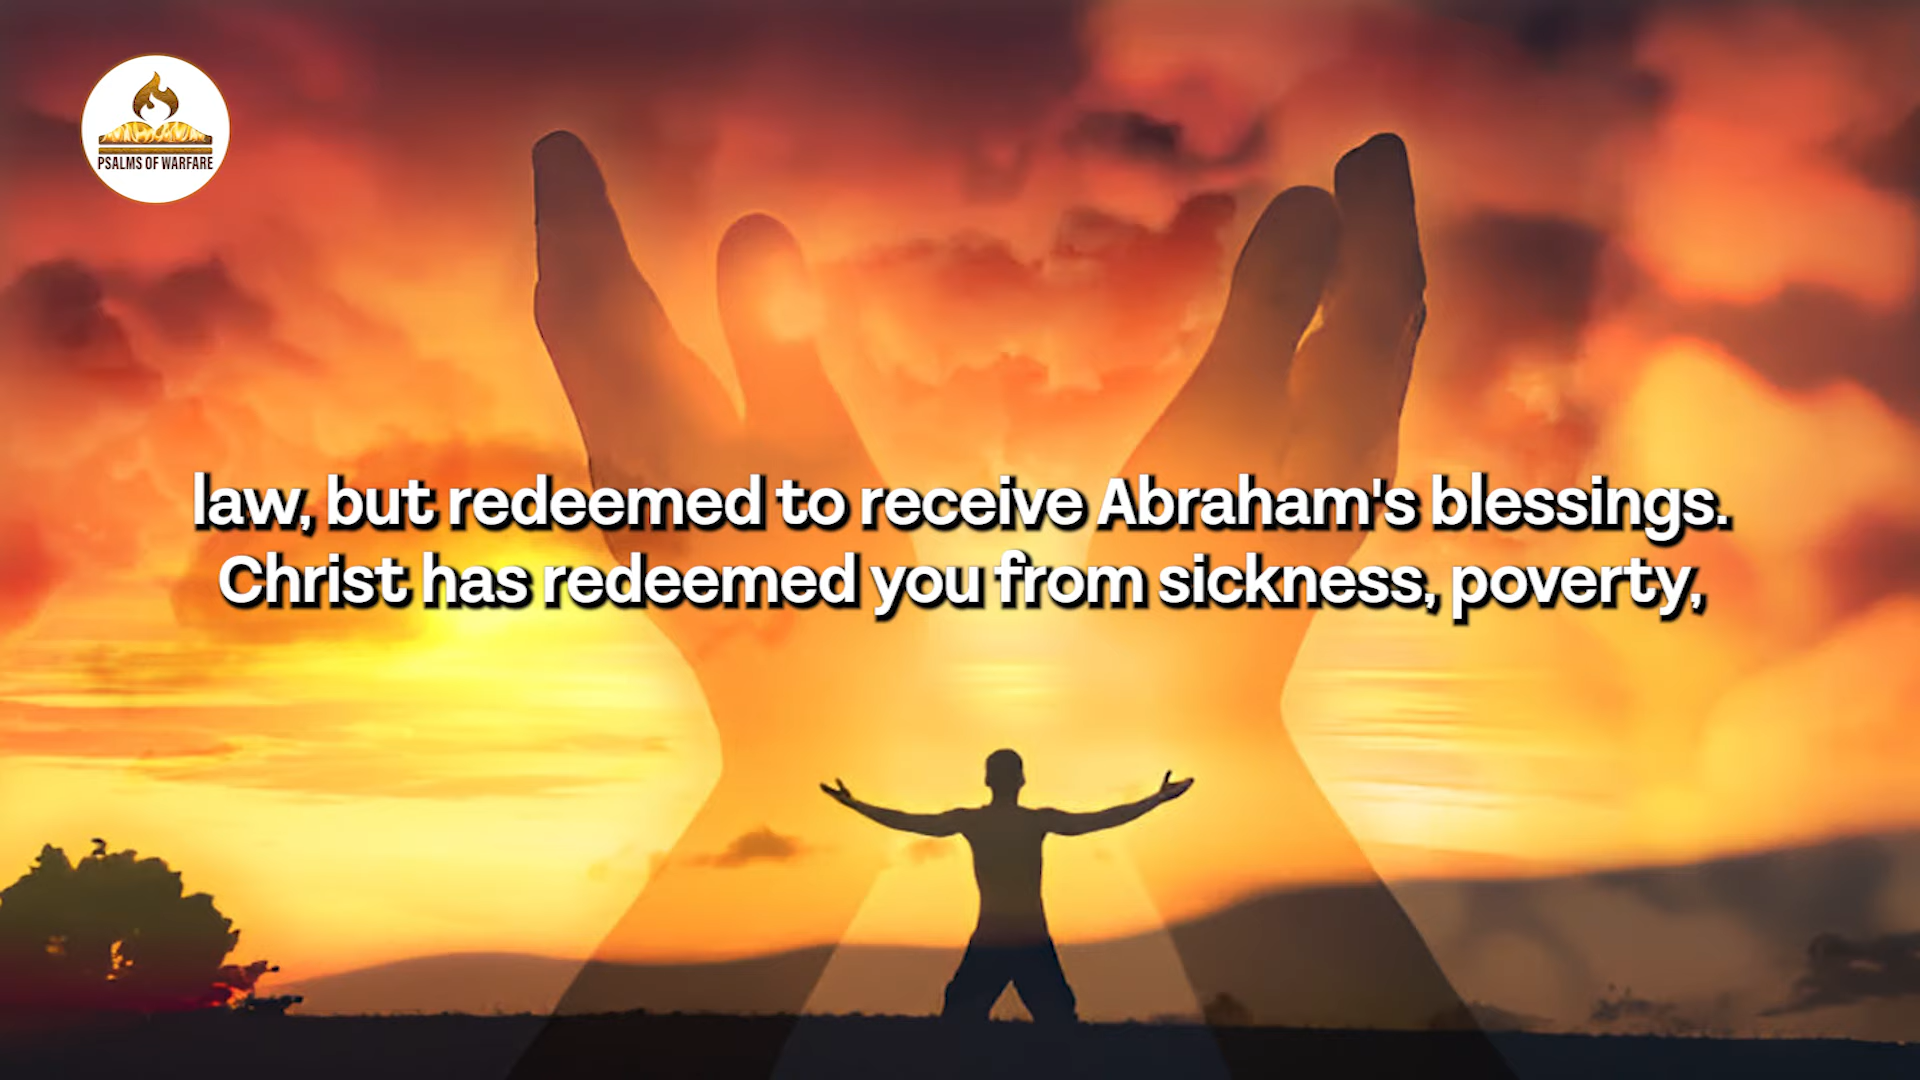 PSALMS OF WARFARE
law, but redeemed to receive Abraham's blessings.
Christ has redeemed you from sickness, poverty,